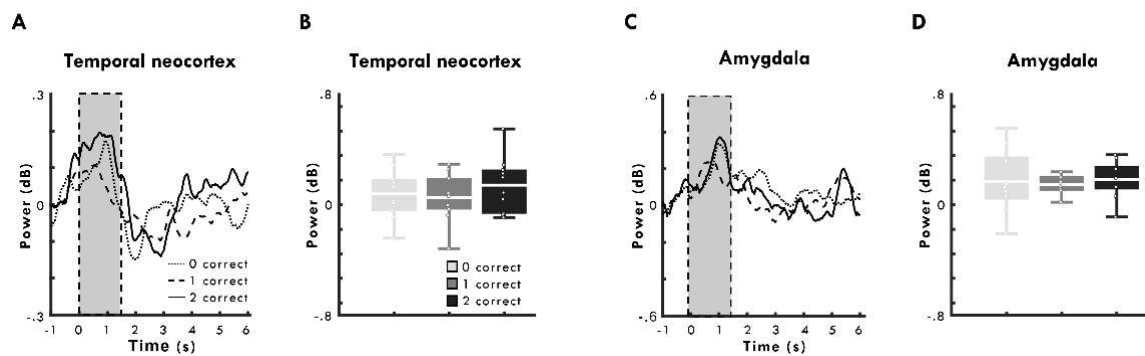 A
Temporal neocortex
.3
0
-.3
Power (dB)
0 correct
1 correct
2 correct
-1 0 1 2 3 4 5 6
Time (s)
B
Temporal neocortex
.8
0
-.8
Power (dB)
0 correct
1 correct
2 correct
C
Amygdala
.6
0
-.6
Power (dB)
-1 0 1 2 3 4 5 6
Time (s)
D
Amygdala
.8
0
-.8
Power (dB)